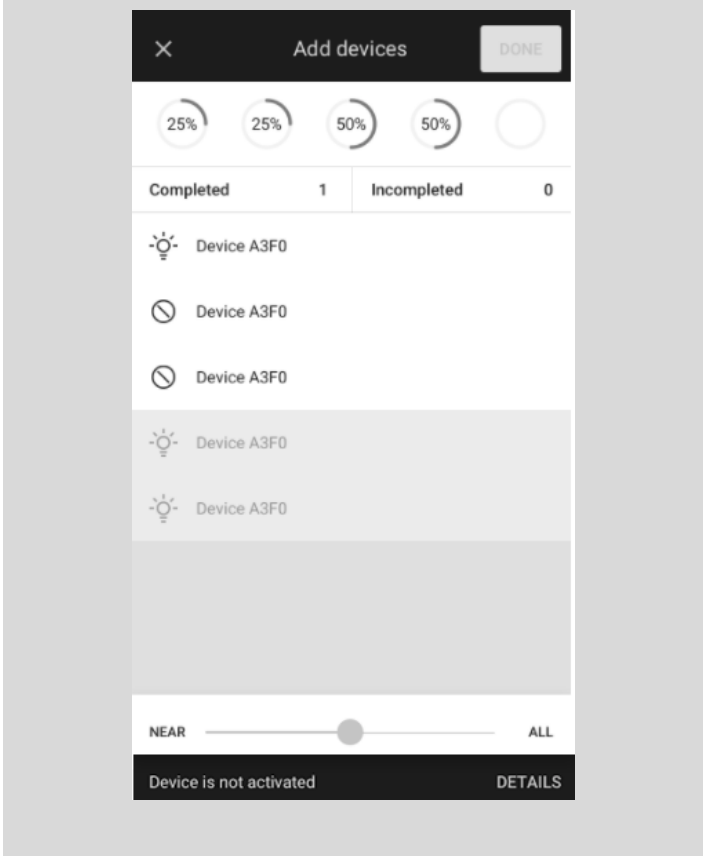 Add devices DONE
25% 25% 50% 50%
Completed 1 Incompleted 0
Device A3F0
Device A3F0
Device A3F0
Device A3F0
Device A3F0
NEAR ALL
Device is not activated DETAILS